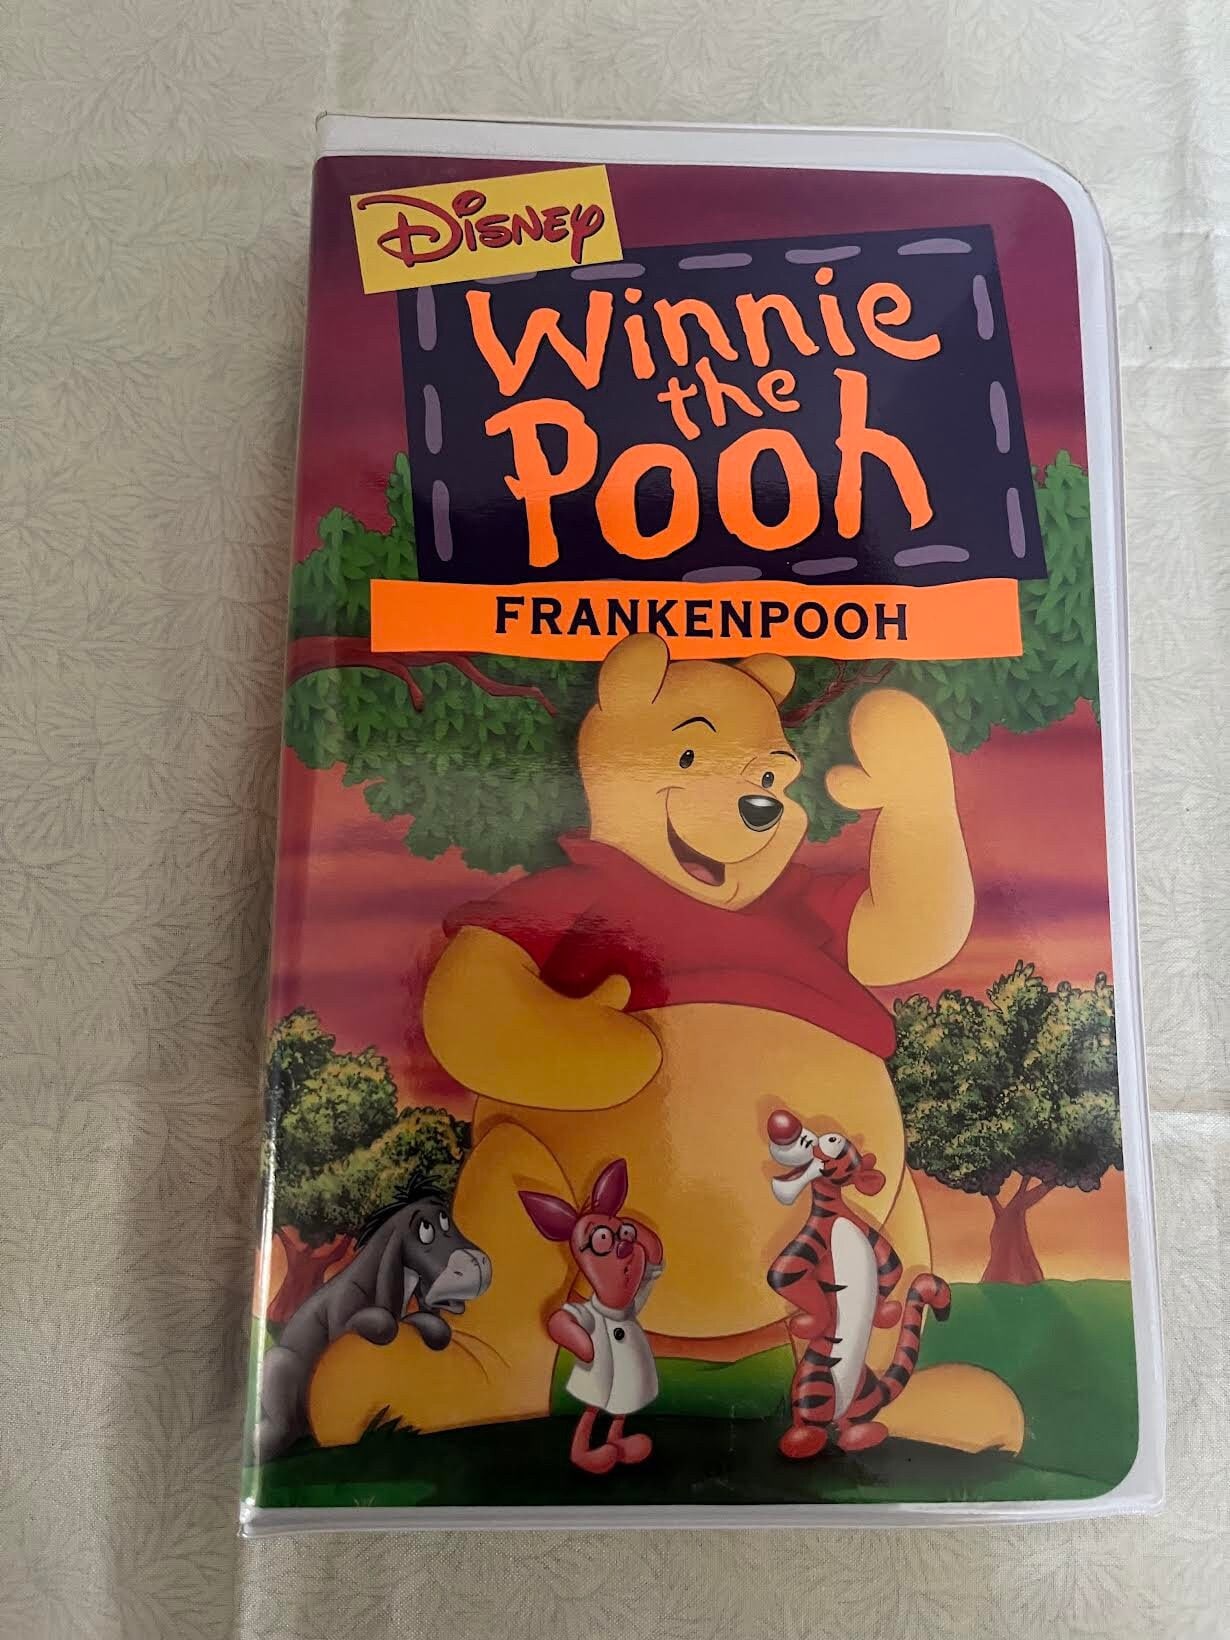 Disney
Winnie
the
Pooh
FRANKENPOOH